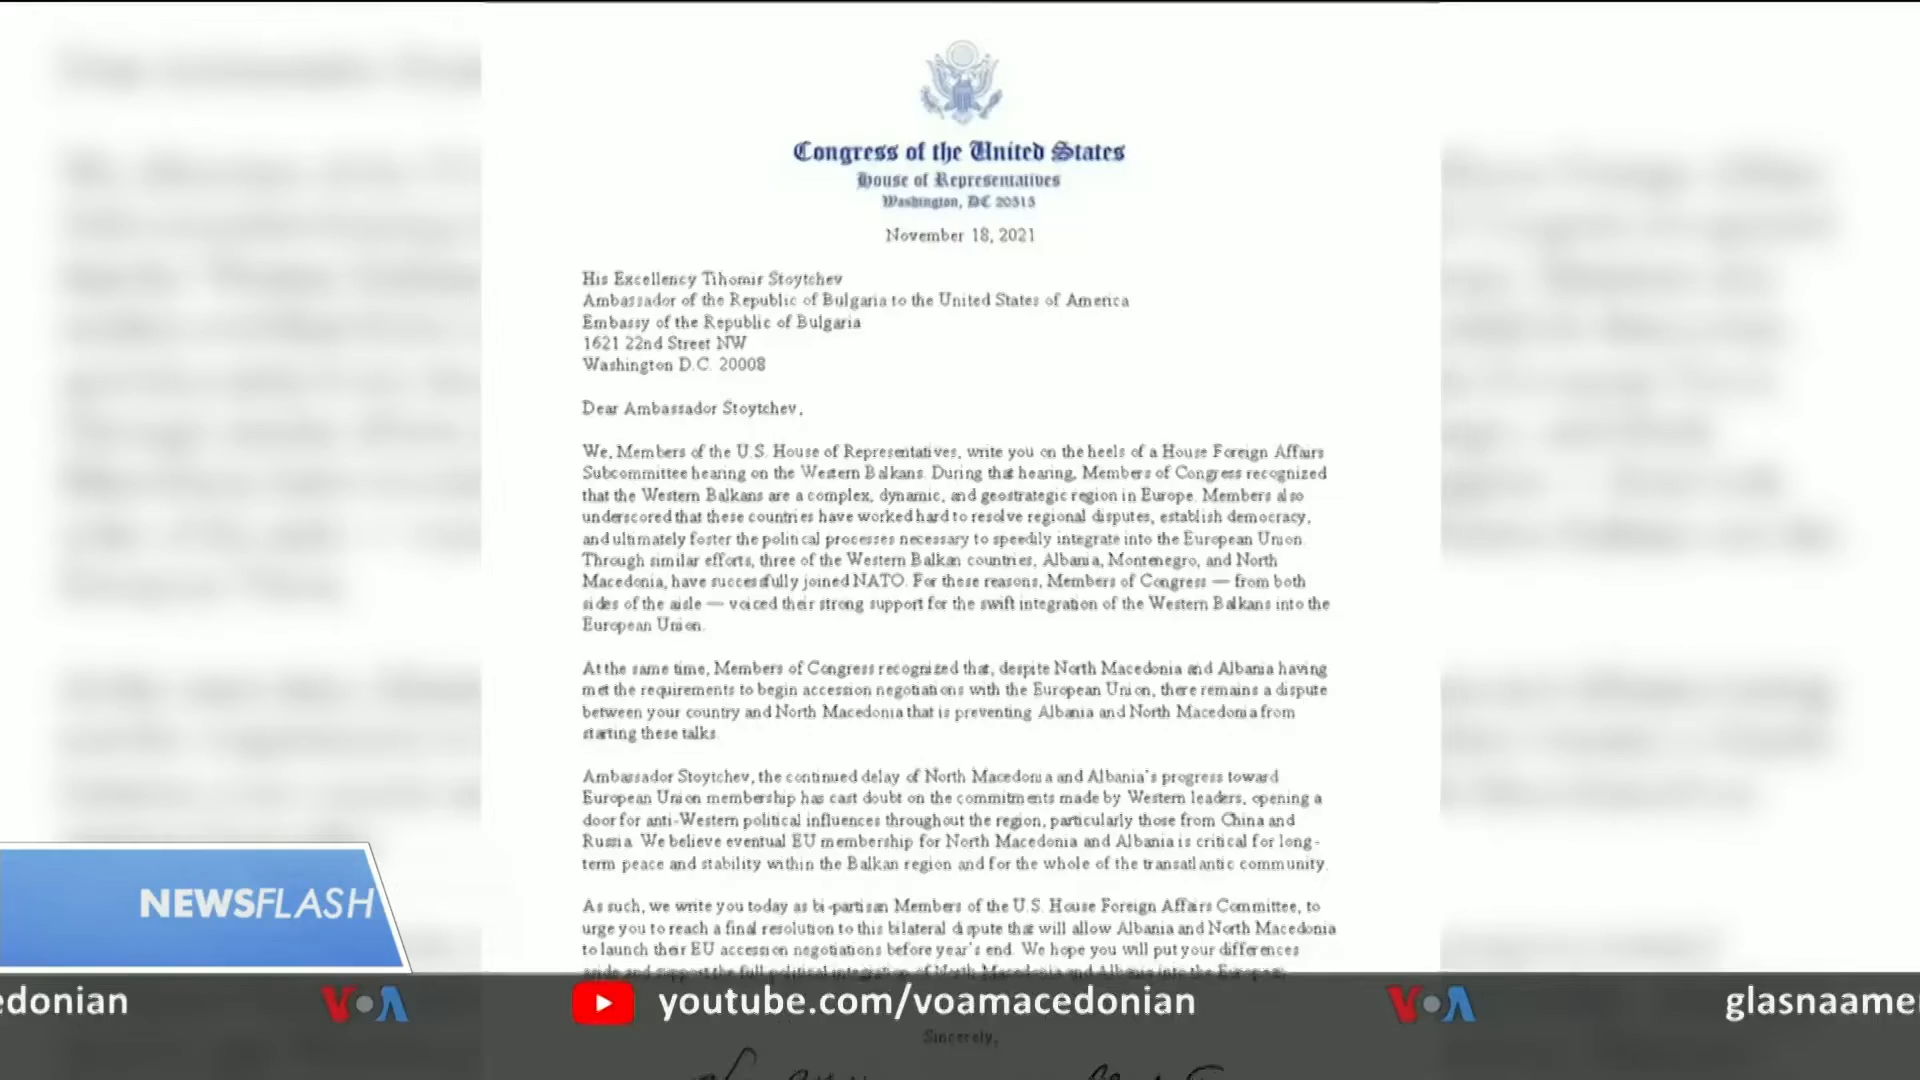 Congress of the United States
House of Representatives
Washington, DC 20515
November 18, 2021
His Excellency Tihomir Stoytchev
Ambassador of the Republic of Bulgaria to the United States of America
Embassy of the Republic of Bulgaria
1621 22nd Street NW
Washington D.C. 20008
Dear Ambassador Stoytchev,
We, Members of the U.S. House of Representatives, write you on the heels of a House Foreign Affairs
Subcommittee hearing on the Western Balkans. During that hearing, Members of Congress recognized
that the Western Balkans are a complex, dynamic, and geostrategic region in Europe. Members also
underscored that these countries have worked hard to resolve regional disputes, establish democracy,
and ultimately foster the political processes necessary to speedily integrate into the European Union.
Through similar efforts, three of the Western Balkan countries, Albania, Montenegro, and North
Macedonia, have successfully joined NATO. For these reasons, Members of Congress — from both
sides of the aisle — voiced their strong support for the swift integration of the Western Balkans into the
European Union.
At the same time, Members of Congress recognized that, despite North Macedonia and Albania having
met the requirements to begin accession negotiations with the European Union, there remains a dispute
between your country and North Macedonia that is preventing Albania and North Macedonia from
starting these talks.
Ambassador Stoytchev, the continued delay of North Macedonia and Albania's progress toward
European Union membership has cast doubt on the commitments made by Western leaders, opening a
door for anti-Western political influences throughout the region, particularly those from China and
Russia. We believe eventual EU membership for North Macedonia and Albania is critical for long-
term peace and stability within the Balkan region and for the whole of the transatlantic community.
As such, we write you today as bi-partisan Members of the U.S. House Foreign Affairs Committee, to
urge you to reach a final resolution to this bilateral dispute that will allow Albania and North Macedonia
to launch their EU accession negotiations before year's end. We hope you will put your differences
aside and support the full political integration of North Macedonia and Albania into the European
NEWSFLASH
edonian VOA youtube.com/voamacedonian VOA glasnaame
Sincerely,